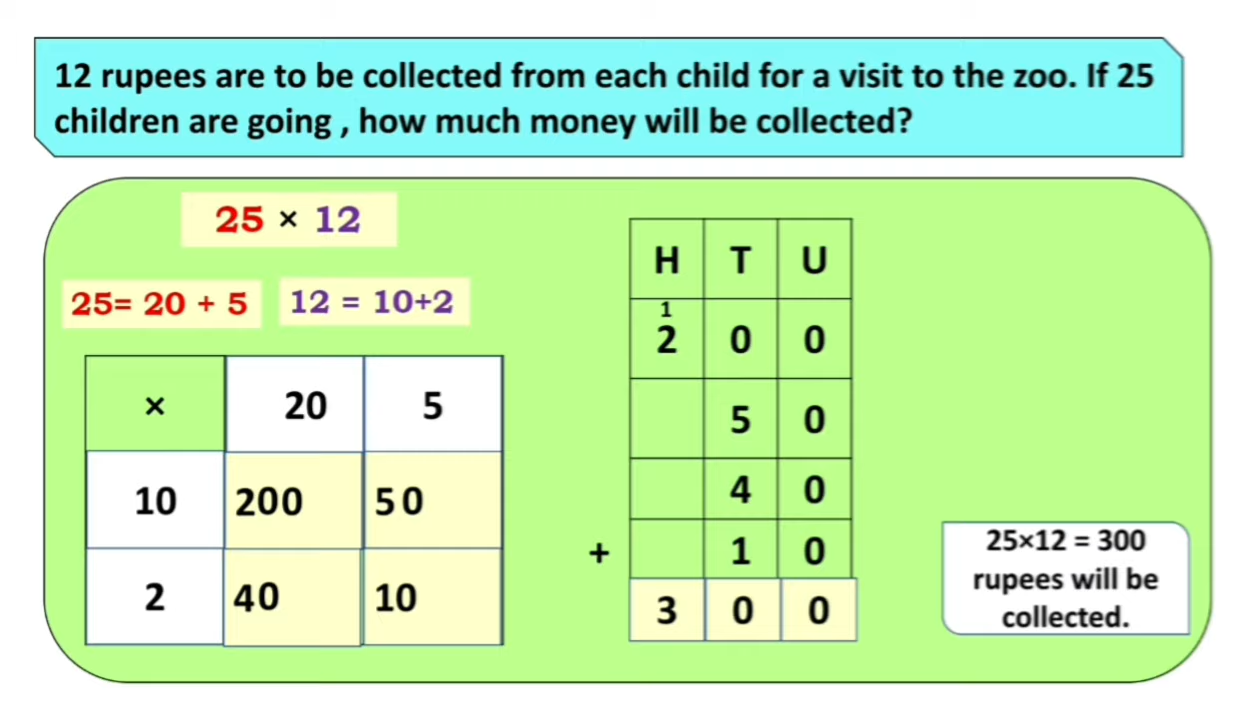 12 rupees are to be collected from each child for a visit to the zoo. If 25
children are going , how much money will be collected?
25 × 12
25= 20 + 5
12 = 10+2
× 20 5
10 200 50
2 40 10
H T U
1
2 0 0
5 0
4 0
+ 1 0
3 0 0
25×12 = 300
rupees will be
collected.